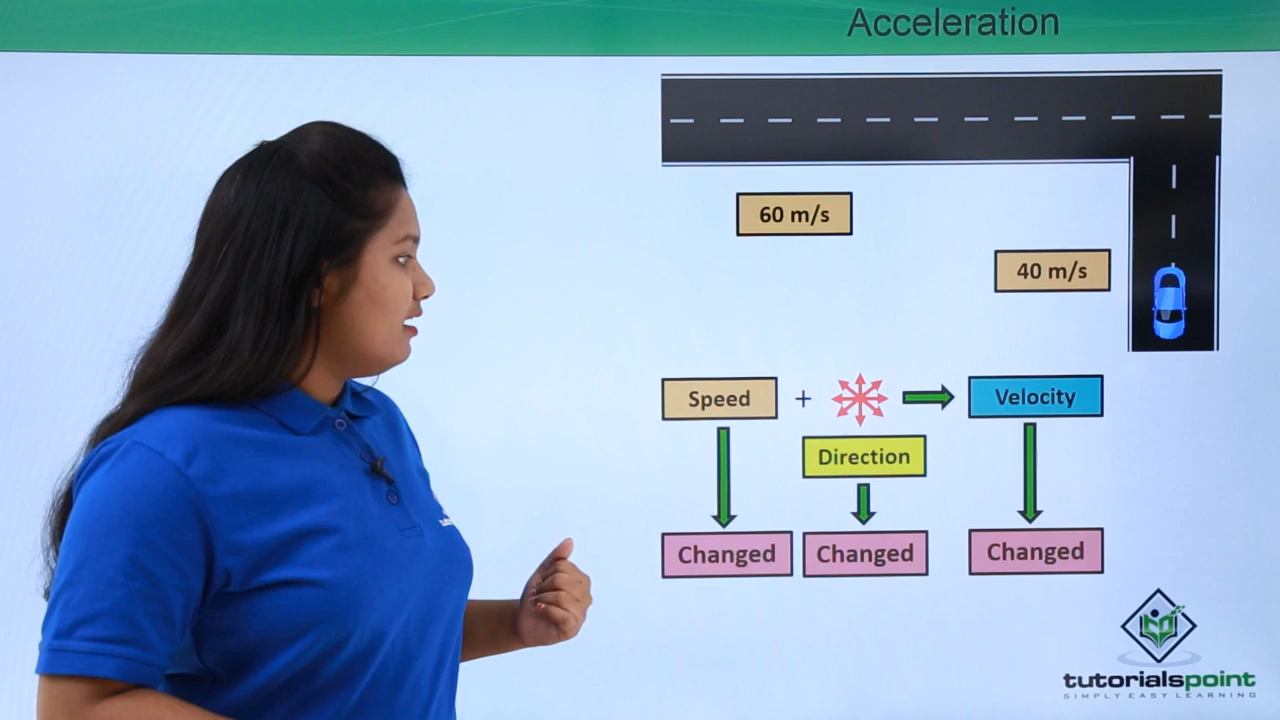 Acceleration
60 m/s
40 m/s
Speed + Velocity
Direction
Changed Changed Changed
tutorialspoint
SIMPLY EASY LEARNING